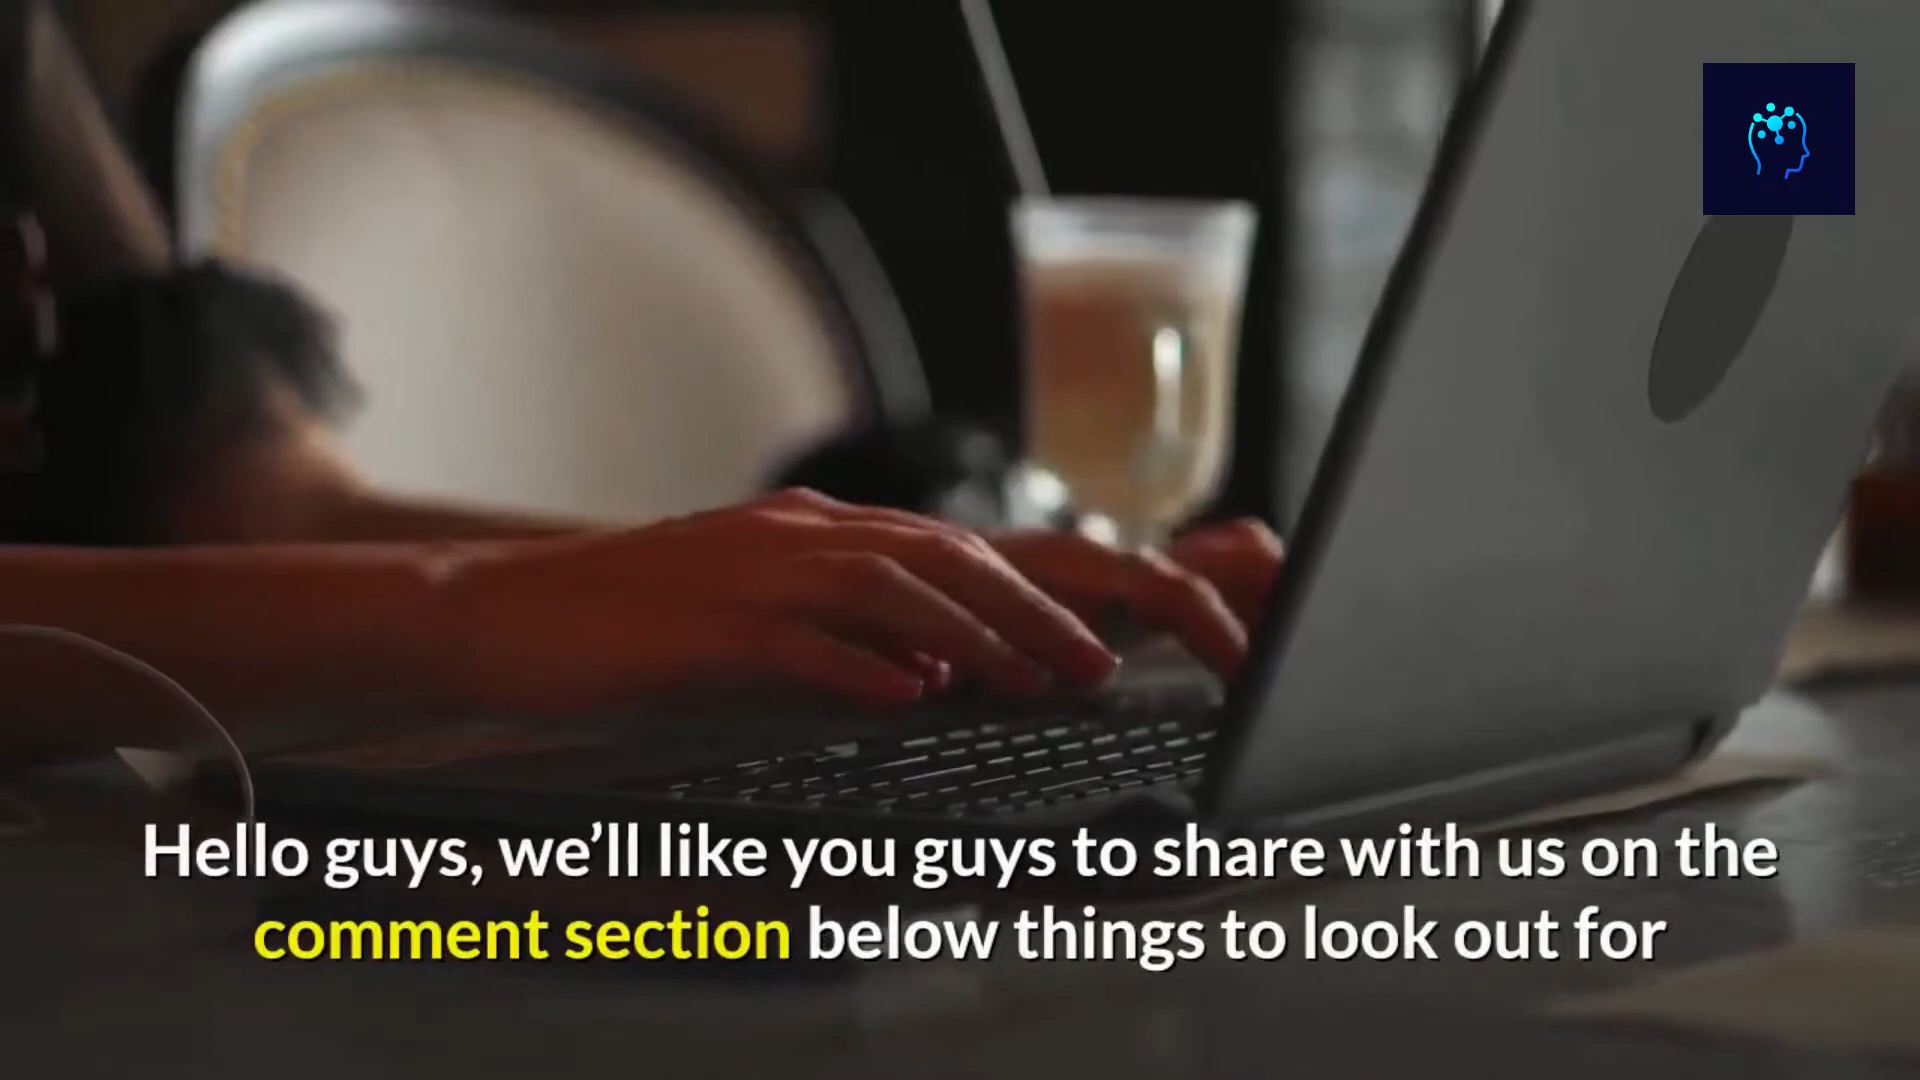 Hello guys, we’ll like you guys to share with us on the
comment section below things to look out for